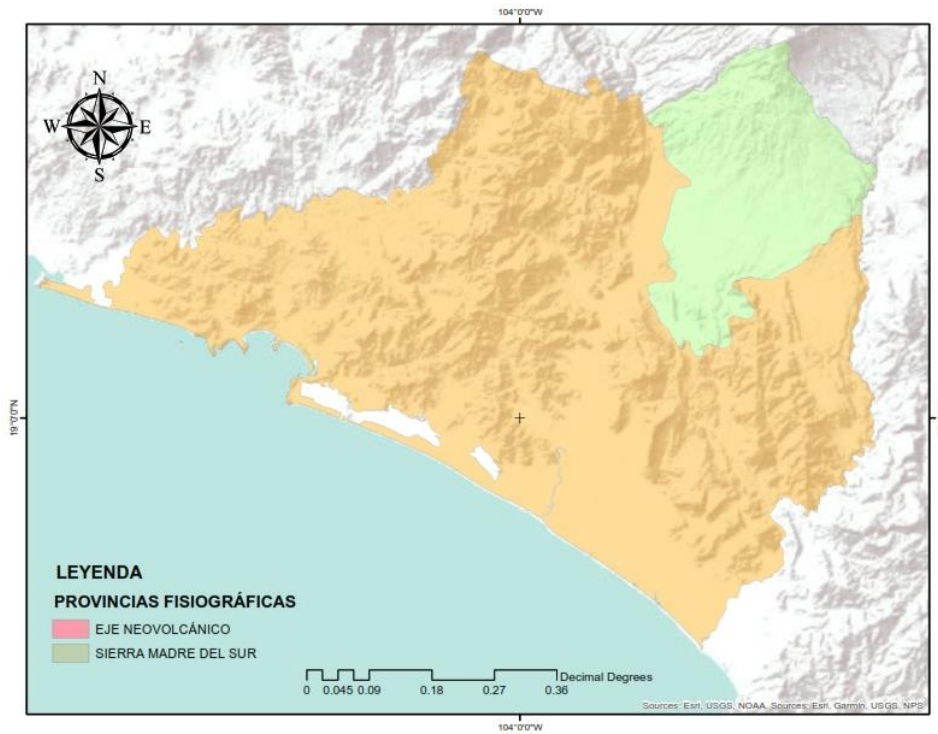 104°0'0"W
N
W
E
S
19°0'0"N
LEYENDA
PROVINCIAS FISIOGRÁFICAS
EJE NEOVOLCÁNICO
SIERRA MADRE DEL SUR
Decimal Degrees
0 0.045 0.09 0.18 0.27 0.36
Sources: Esri, USGS, NOAA, Sources: Esri, Garmin, USGS, NPS
104°0'0"W